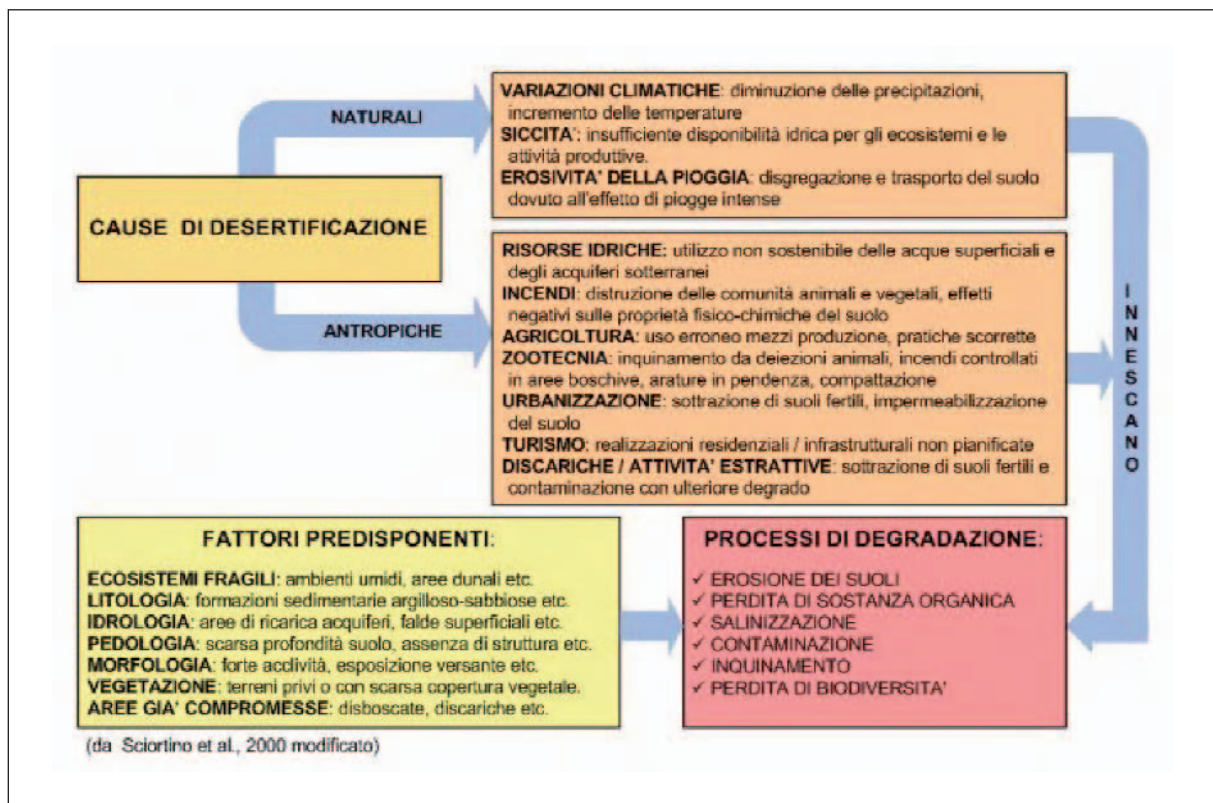 CAUSE DI DESERTIFICAZIONE
NATURALI
VARIAZIONI CLIMATICHE: diminuzione delle precipitazioni,
incremento delle temperature
SICCITA': insufficiente disponibilità idrica per gli ecosistemi e le
attività produttive.
EROSIVITA' DELLA PIOGGIA: disgregazione e trasporto del suolo
dovuto all'effetto di piogge intense
ANTROPICHE
RISORSE IDRICHE: utilizzo non sostenibile delle acque superficiali e
degli acquiferi sotterranei
INCENDI: distruzione delle comunità animali e vegetali, effetti
negativi sulle proprietà fisico-chimiche del suolo
AGRICOLTURA: uso erroneo mezzi produzione, pratiche scorrette
ZOOTECNIA: inquinamento da deiezioni animali, incendi controllati
in aree boschive, arature in pendenza, compattazione
URBANIZZAZIONE: sottrazione di suoli fertili, impermeabilizzazione
del suolo
TURISMO: realizzazioni residenziali / infrastrutturali non pianificate
DISCARICHE / ATTIVITA' ESTRATTIVE: sottrazione di suoli fertili e
contaminazione con ulteriore degrado
INNESCANO
FATTORI PREDISPONENTI:
ECOSISTEMI FRAGILI: ambienti umidi, aree dunali etc.
LITOLOGIA: formazioni sedimentarie argilloso-sabbiose etc.
IDROLOGIA: aree di ricarica acquiferi, falde superficiali etc.
PEDOLOGIA: scarsa profondità suolo, assenza di struttura etc.
MORFOLOGIA: forte acclività, esposizione versante etc.
VEGETAZIONE: terreni privi o con scarsa copertura vegetale.
AREE GIA' COMPROMESSE: disboscate, discariche etc.
PROCESSI DI DEGRADAZIONE:
✓ EROSIONE DEI SUOLI
✓ PERDITA DI SOSTANZA ORGANICA
✓ SALINIZZAZIONE
✓ CONTAMINAZIONE
✓ INQUINAMENTO
✓ PERDITA DI BIODIVERSITA'
(da Sciortino et al., 2000 modificato)